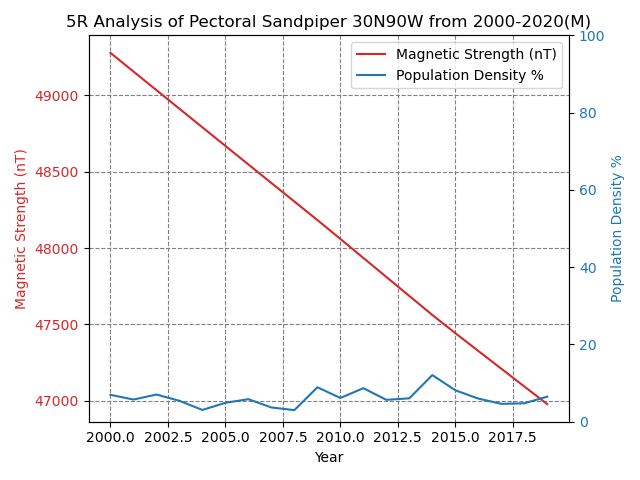 5R Analysis of Pectoral Sandpiper 30N90W from 2000-2020(M)
Magnetic Strength (nT)
Population Density %
Magnetic Strength (nT)
49000
48500
48000
47500
47000
100
80
60
40
20
0
Population Density %
2000.0 2002.5 2005.0 2007.5 2010.0 2012.5 2015.0 2017.5
Year